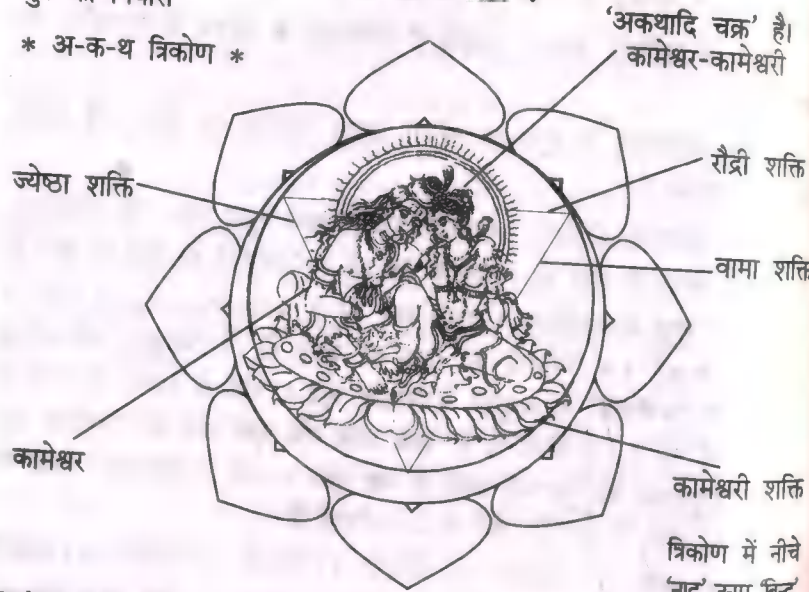 'अकथादि चक्र' है।
* अ-क-थ त्रिकोण *
कामेश्वर-कामेश्वरी
रौद्री शक्ति
ज्येष्ठा शक्ति
वामा शक्ति
कामेश्वर
कामेश्वरी शक्ति
त्रिकोण में नीचे